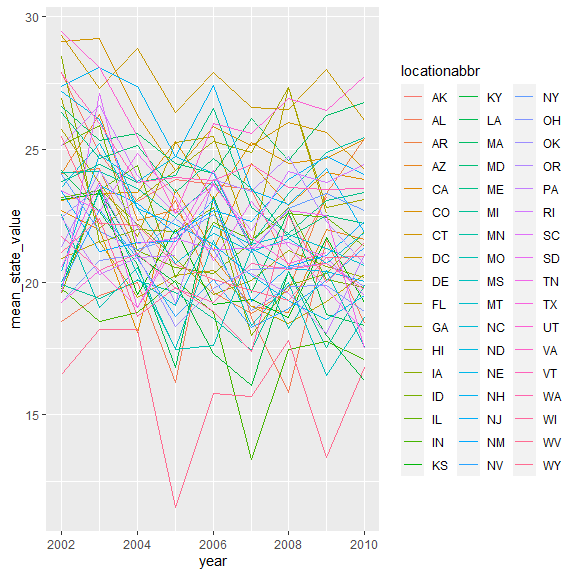 30
25
20
15
mean_state_value
2002
2004
2006
2008
2010
year
locationabbr
AK
AL
AR
AZ
CA
CO
CT
DC
DE
FL
GA
HI
IA
ID
IL
IN
KS
KY
LA
MA
MD
ME
MI
MN
MO
MS
MT
NC
ND
NE
NH
NJ
NM
NV
NY
OH
OK
OR
PA
RI
SC
SD
TN
TX
UT
VA
VT
WA
WI
WV
WY